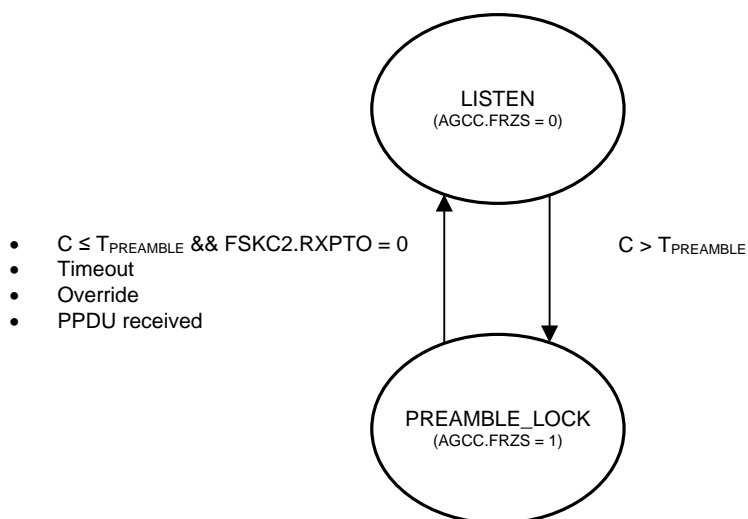 LISTEN
(AGCC.FRZS = 0)
• C ≤ TPREAMBLE && FSKC2.RXPTO = 0
• Timeout
• Override
• PPDU received
C > TPREAMBLE
PREAMBLE_LOCK
(AGCC.FRZS = 1)